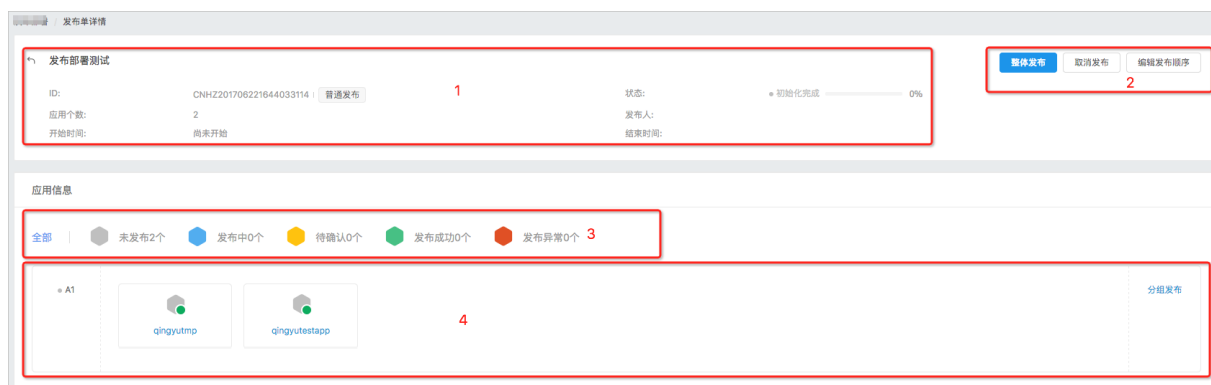 / 发布单详情
发布部署测试
整体发布 取消发布 编辑发布顺序
2
ID: CNHZ201706221644033114 普通发布
1
状态: 初始化完成 0%
应用个数: 2
发布人:
开始时间: 尚未开始
结束时间:
应用信息
全部 未发布2个 发布中0个 待确认0个 发布成功0个 发布异常0个 3
A1
分组发布
qingyutmp qingyutestapp
4